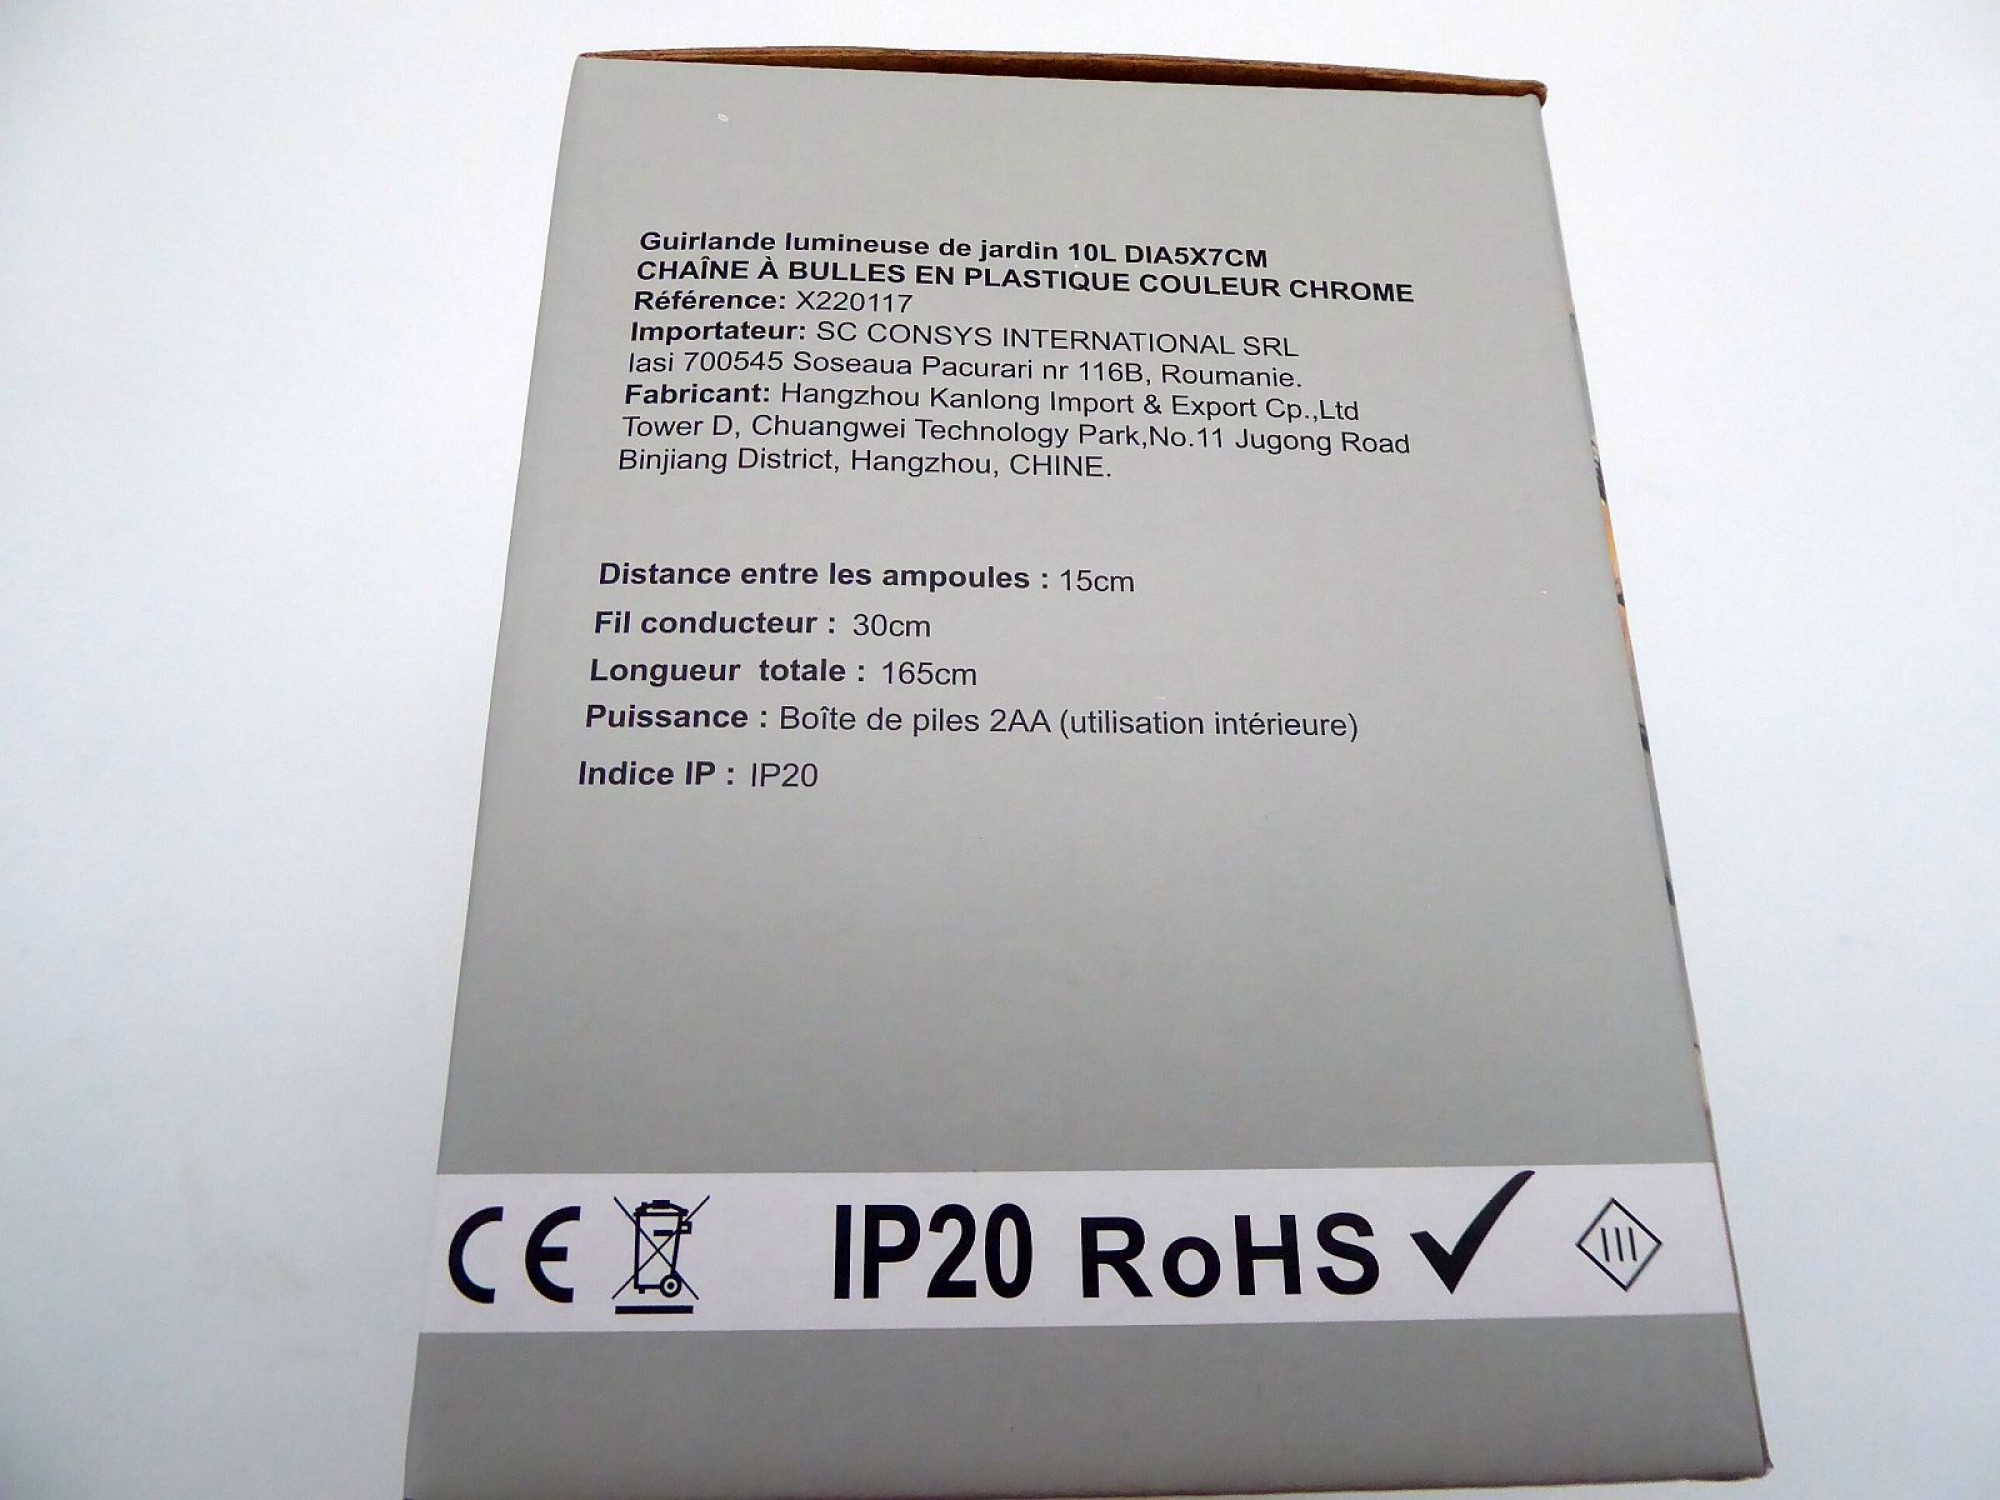 Guirlande lumineuse de jardin 10L DIA5X7CM
CHAÎNE À BULLES EN PLASTIQUE COULEUR CHROME
Référence: X220117
Importateur: SC CONSYS INTERNATIONAL SRL
Iasi 700545 Soseaua Pacurari nr 116B, Roumanie.
Fabricant: Hangzhou Kanlong Import & Export Cp.,Ltd
Tower D, Chuangwei Technology Park,No.11 Jugong Road
Binjiang District, Hangzhou, CHINE.
Distance entre les ampoules : 15cm
Fil conducteur : 30cm
Longueur totale : 165cm
Puissance : Boîte de piles 2AA (utilisation intérieure)
Indice IP : IP20
CE IP20 RoHS III